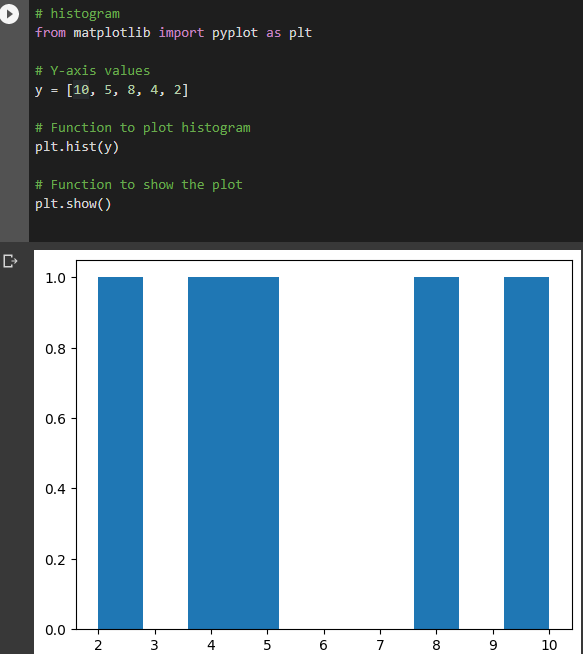 # histogram
from matplotlib import pyplot as plt
# Y-axis values
y = [10, 5, 8, 4, 2]
# Function to plot histogram
plt.hist(y)
# Function to show the plot
plt.show()
1.0
0.8
0.6
0.4
0.2
0.0
2 3 4 5 6 7 8 9 10